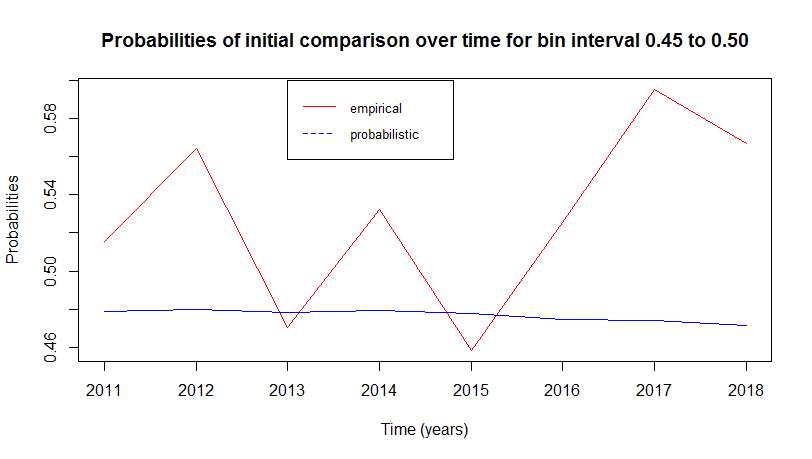 Probabilities of initial comparison over time for bin interval 0.45 to 0.50
empirical
probabilistic
Probabilities
0.58
0.54
0.50
0.46
2011 2012 2013 2014 2015 2016 2017 2018
Time (years)